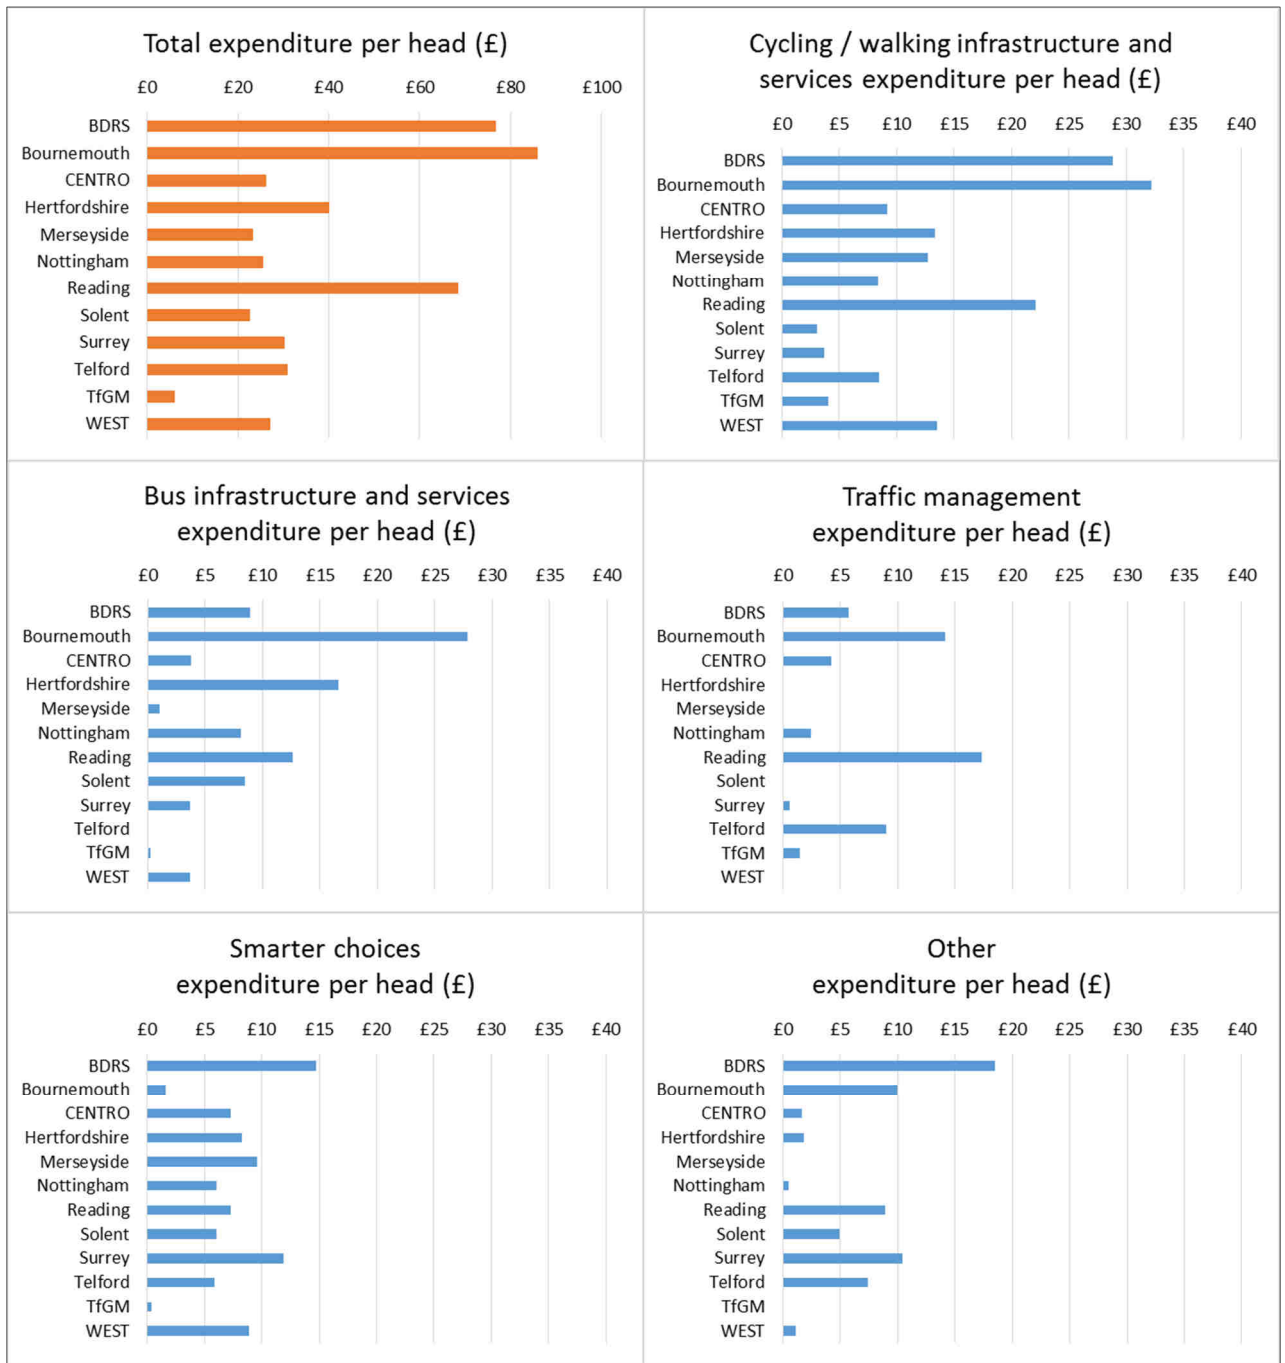 Total expenditure per head (£)
£0 £20 £40 £60 £80 £100
BDRS
Bournemouth
CENTRO
Hertfordshire
Merseyside
Nottingham
Reading
Solent
Surrey
Telford
TfGM
WEST
Cycling / walking infrastructure and
services expenditure per head (£)
£0 £5 £10 £15 £20 £25 £30 £35 £40
BDRS
Bournemouth
CENTRO
Hertfordshire
Merseyside
Nottingham
Reading
Solent
Surrey
Telford
TfGM
WEST
Bus infrastructure and services
expenditure per head (£)
£0 £5 £10 £15 £20 £25 £30 £35 £40
BDRS
Bournemouth
CENTRO
Hertfordshire
Merseyside
Nottingham
Reading
Solent
Surrey
Telford
TfGM
WEST
Traffic management
expenditure per head (£)
£0 £5 £10 £15 £20 £25 £30 £35 £40
BDRS
Bournemouth
CENTRO
Hertfordshire
Merseyside
Nottingham
Reading
Solent
Surrey
Telford
TfGM
WEST
Smarter choices
expenditure per head (£)
£0 £5 £10 £15 £20 £25 £30 £35 £40
BDRS
Bournemouth
CENTRO
Hertfordshire
Merseyside
Nottingham
Reading
Solent
Surrey
Telford
TfGM
WEST
Other
expenditure per head (£)
£0 £5 £10 £15 £20 £25 £30 £35 £40
BDRS
Bournemouth
CENTRO
Hertfordshire
Merseyside
Nottingham
Reading
Solent
Surrey
Telford
TfGM
WEST